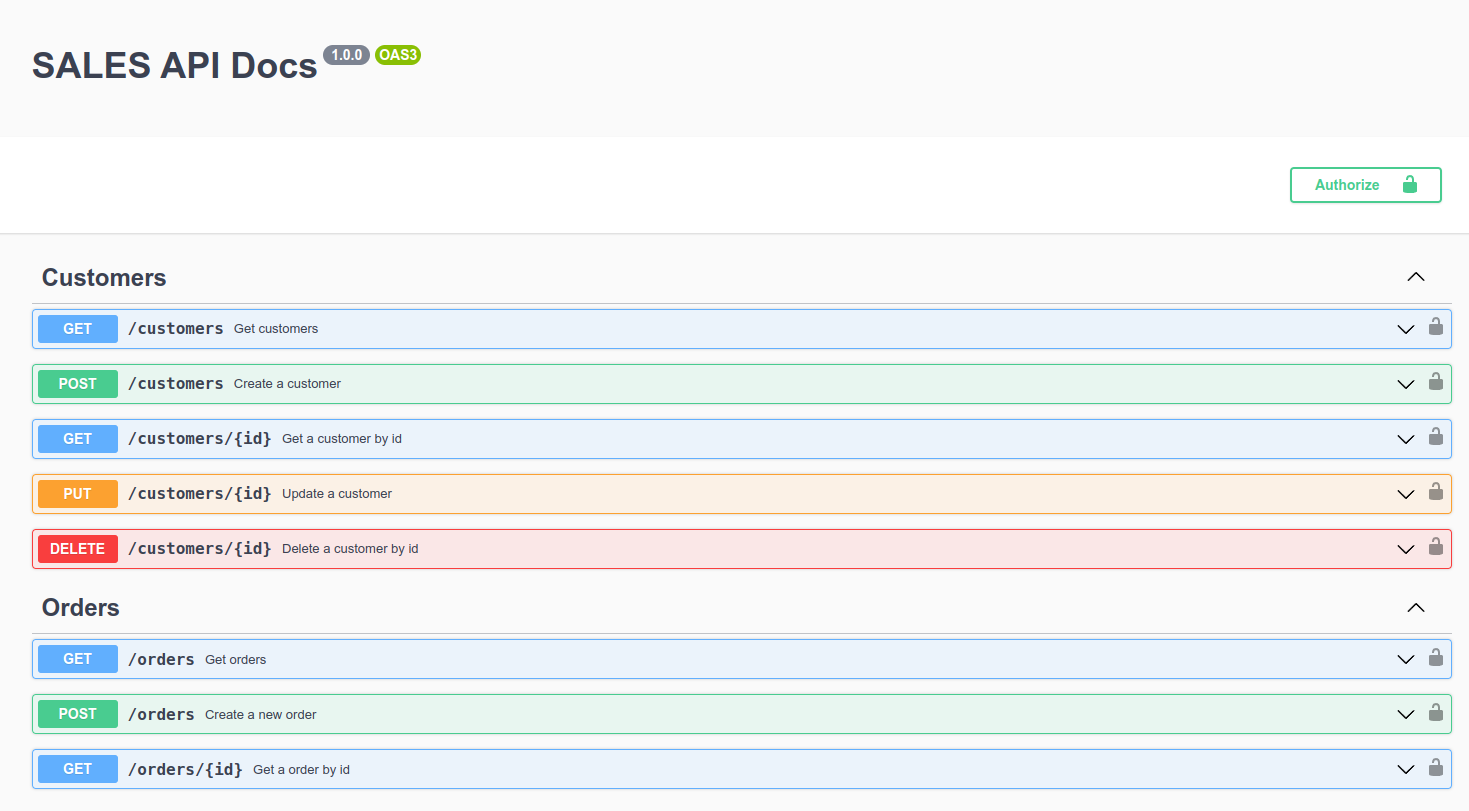 SALES API Docs 1.0.0 OAS3
Authorize
Customers
GET /customers Get customers
POST /customers Create a customer
GET /customers/{id} Get a customer by id
PUT /customers/{id} Update a customer
DELETE /customers/{id} Delete a customer by id
Orders
GET /orders Get orders
POST /orders Create a new order
GET /orders/{id} Get a order by id